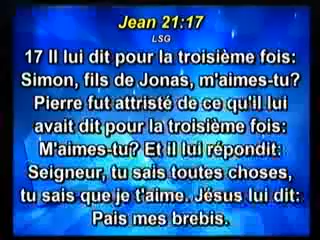 Jean 21:17
LSG
17 Il lui dit pour la troisième fois:
Simon, fils de Jonas, m'aimes-tu?
Pierre fut attristé de ce qu'il lui
avait dit pour la troisième fois:
M'aimes-tu? Et il lui répondit:
Seigneur, tu sais toutes choses,
tu sais que je t'aime. Jésus lui dit:
Pais mes brebis.